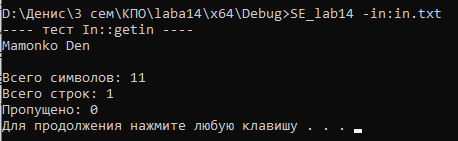 D:\Денис\3 сем\КПО\laba14\x64\Debug>SE_lab14 -in:in.txt
---- тест In::getin ----
Mamonko Den
Всего символов: 11
Всего строк: 1
Пропущено: 0
Для продолжения нажмите любую клавишу . . .